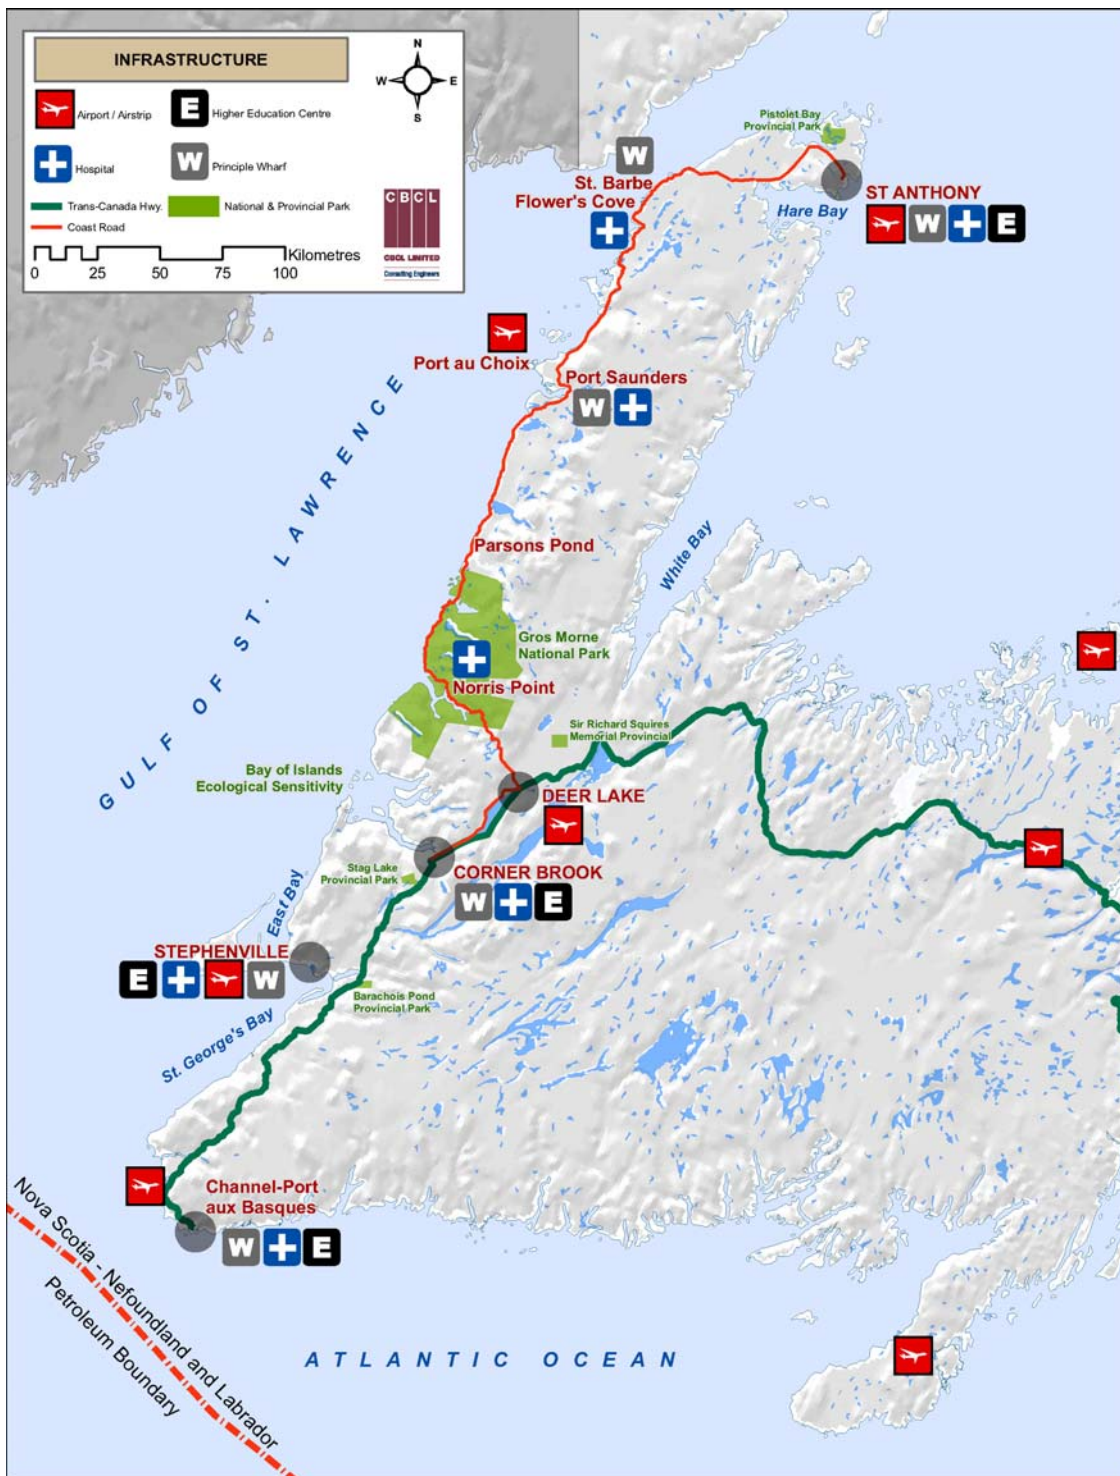 INFRASTRUCTURE
N
W E
S
Airport / Airstrip
E Higher Education Centre
Hospital
W Principle Wharf
Trans-Canada Hwy.
National & Provincial Park
Coast Road
Kilometres
0 25 50 75 100
CBCL
CBCL LIMITED
Consulting Engineers
Pistolet Bay
Provincial Park
W
St. Barbe
Flower's Cove
ST ANTHONY
Hare Bay
W E
Port au Choix
Port Saunders
W
GULF OF ST. LAWRENCE
Parsons Pond
White Bay
Gros Morne
National Park
Norris Point
Sir Richard Squires
Memorial Provincial
Bay of Islands
Ecological Sensitivity
DEER LAKE
Stag Lake
Provincial Park
CORNER BROOK
W E
East Bay
STEPHENVILLE
E W
Barachois Pond
Provincial Park
St. George's Bay
Channel-Port
aux Basques
W E
Nova Scotia - Nefoundland and Labrador
Petroleum Boundary
ATLANTIC OCEAN